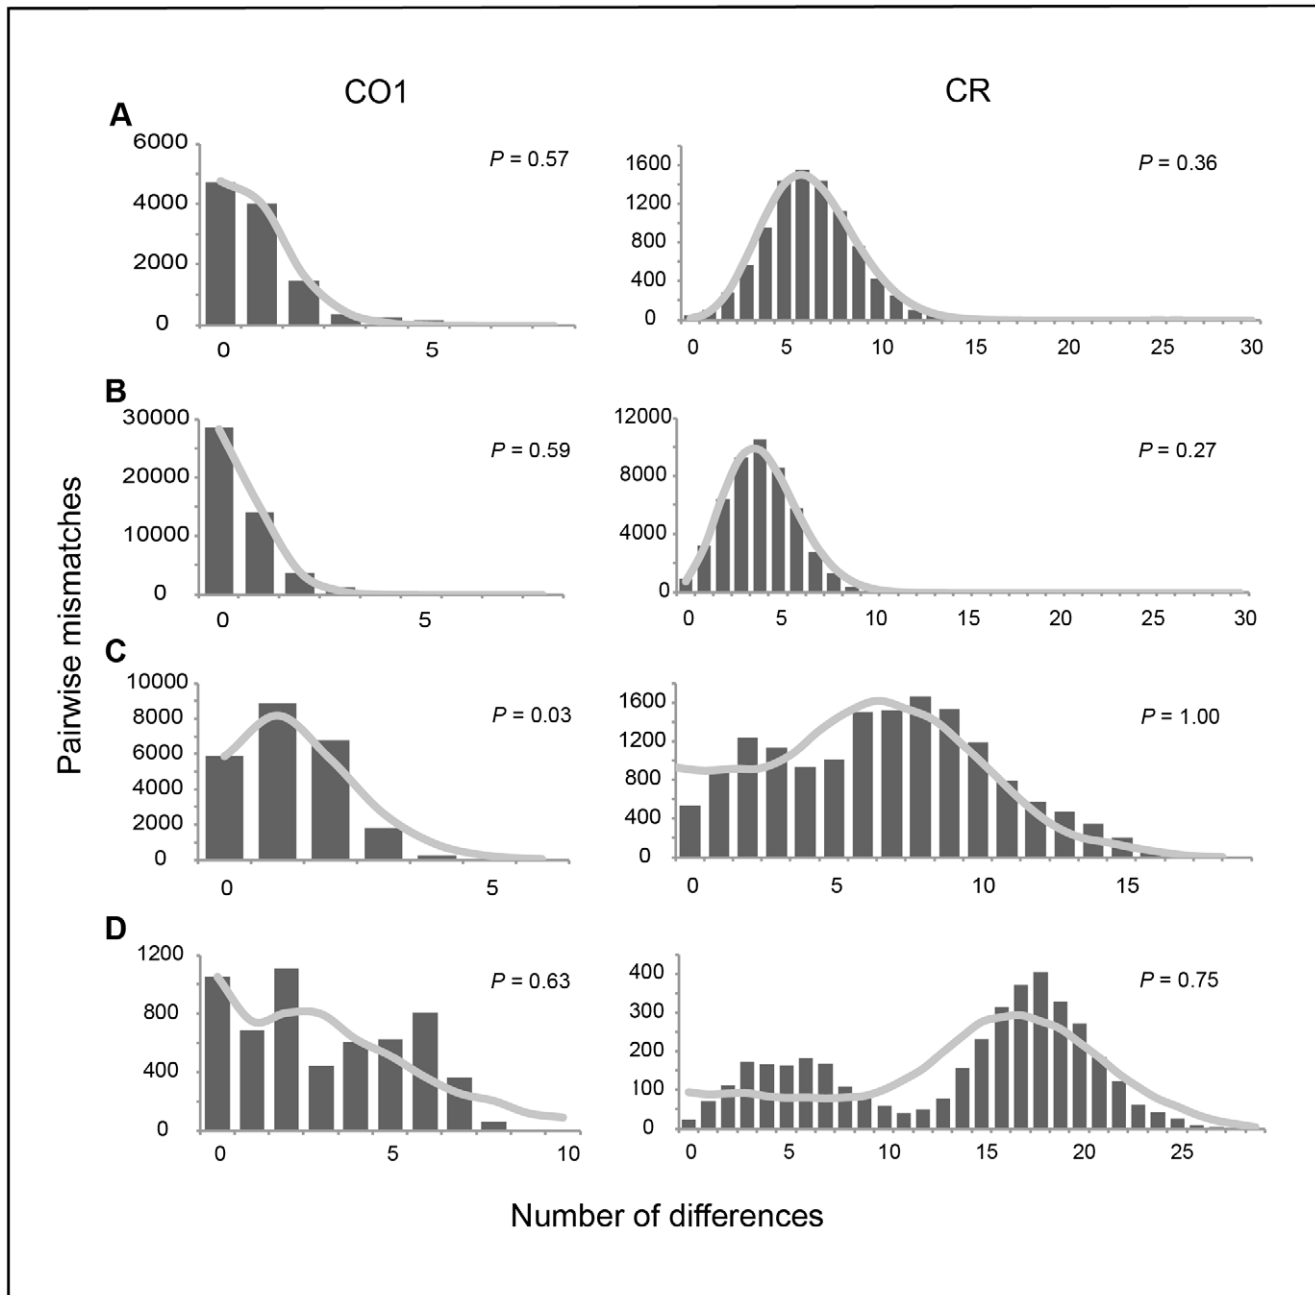 CO1 CR
A
6000
4000
2000
0
0 5
P = 0.57
1600
1200
800
400
0
0 5 10 15 20 25 30
P = 0.36
B
30000
20000
10000
0
0 5
P = 0.59
12000
8000
4000
0
0 5 10 15 20 25 30
P = 0.27
C
10000
8000
6000
4000
2000
0
0 5
P = 0.03
1600
1200
800
400
0
0 5 10 15
P = 1.00
D
1200
800
400
0
0 5 10
P = 0.63
400
300
200
100
0
0 5 10 15 20 25
P = 0.75
Pairwise mismatches
Number of differences